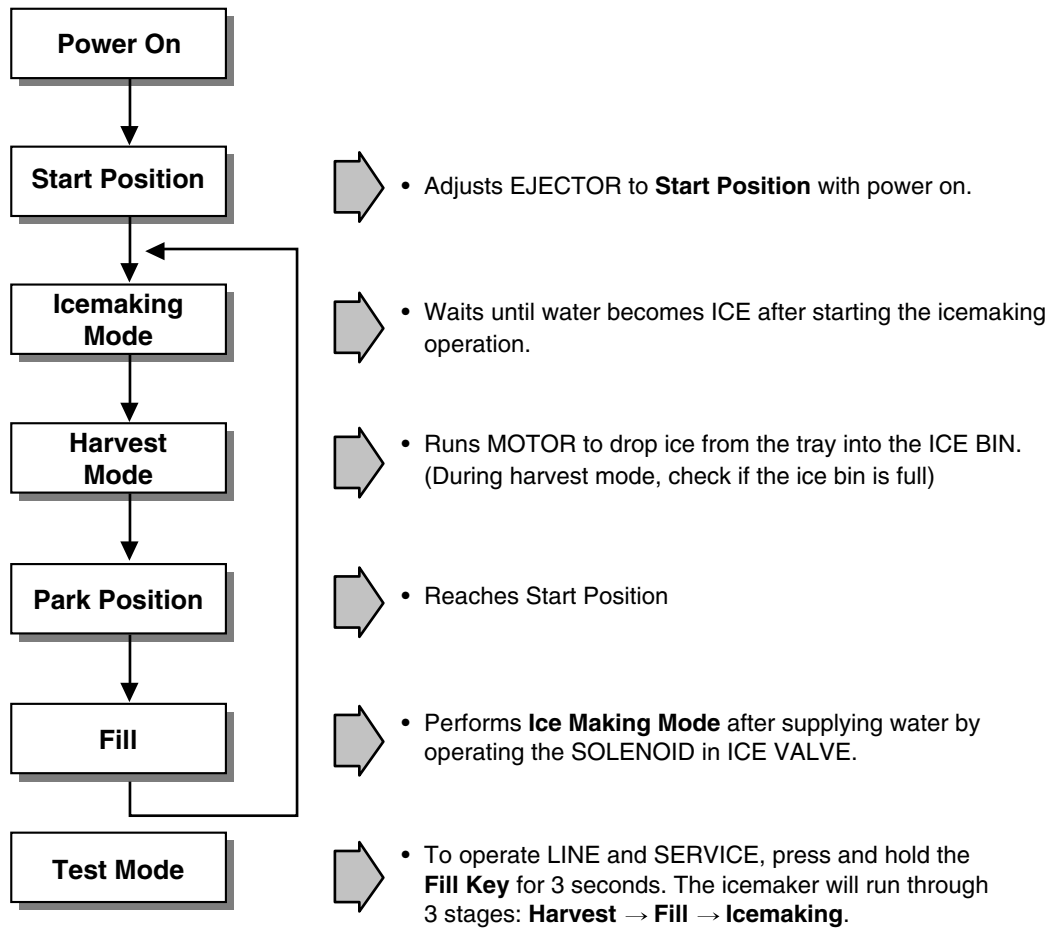 Power On
Start Position
• Adjusts EJECTOR to Start Position with power on.
Icemaking
Mode
• Waits until water becomes ICE after starting the icemaking
operation.
Harvest
Mode
• Runs MOTOR to drop ice from the tray into the ICE BIN.
(During harvest mode, check if the ice bin is full)
Park Position
• Reaches Start Position
Fill
• Performs Ice Making Mode after supplying water by
operating the SOLENOID in ICE VALVE.
Test Mode
• To operate LINE and SERVICE, press and hold the
Fill Key for 3 seconds. The icemaker will run through
3 stages: Harvest → Fill → Icemaking.